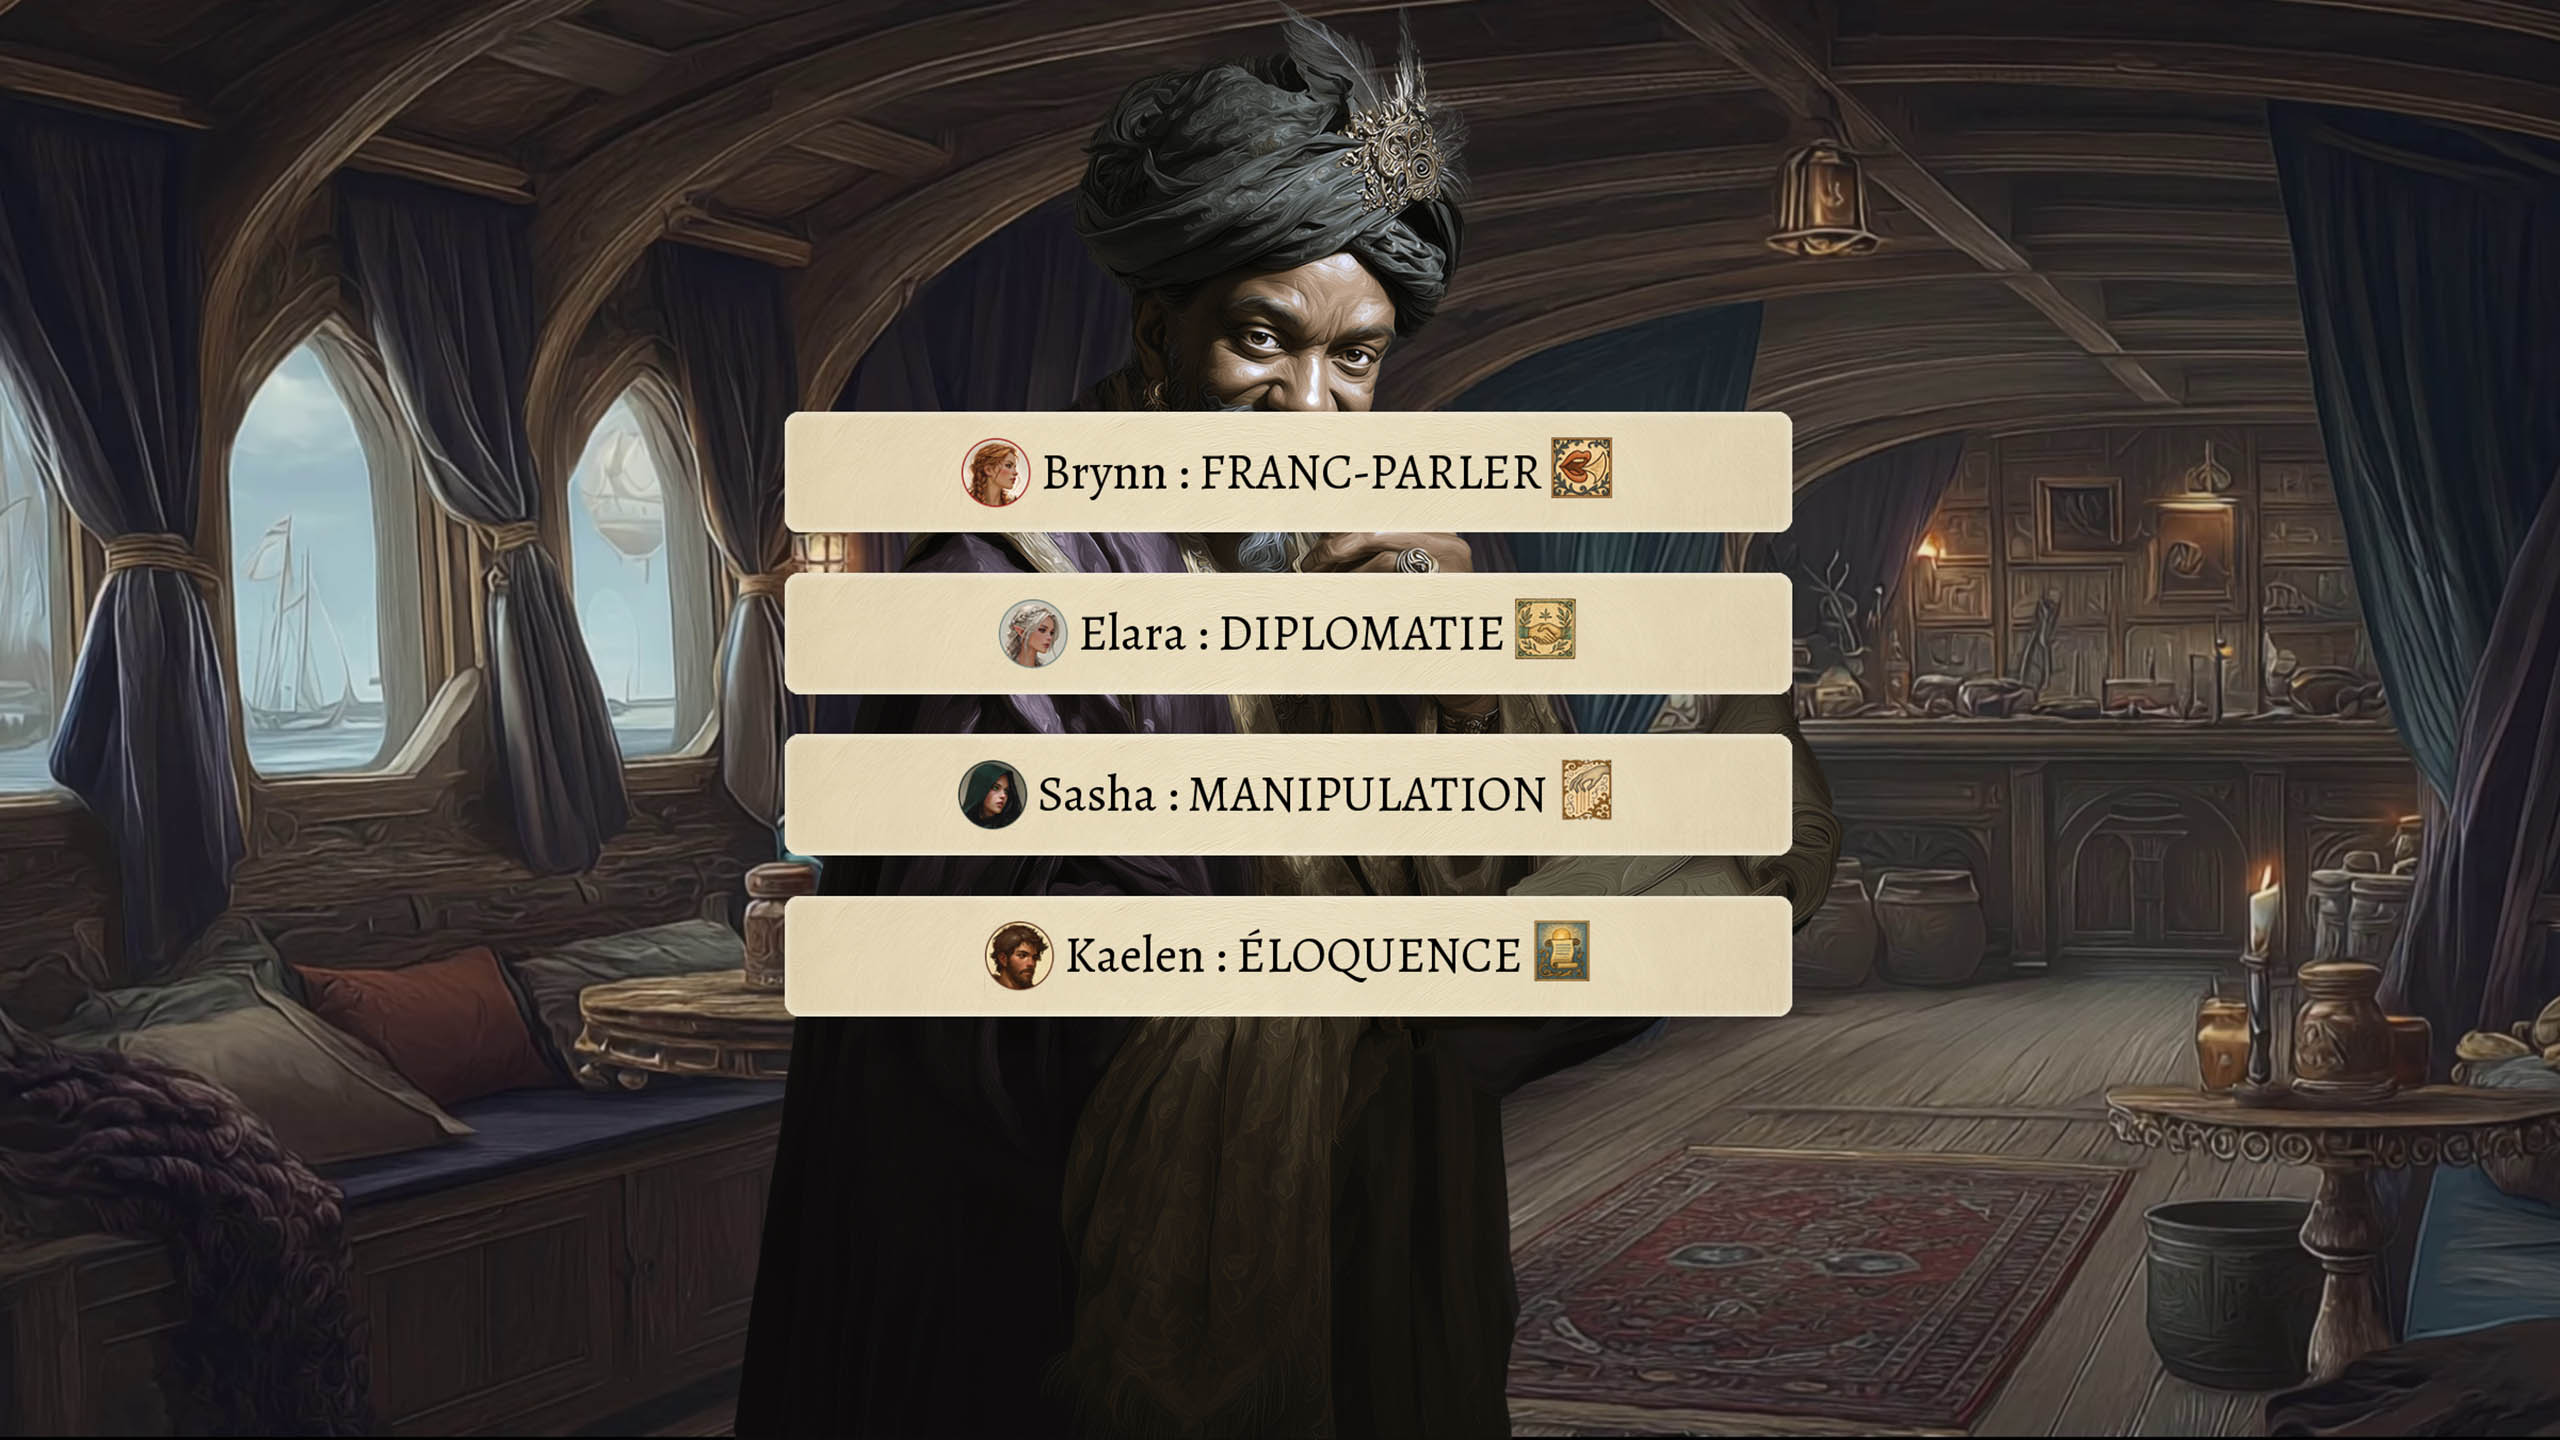 Brynn : FRANC-PARLER
Elara : DIPLOMATIE
Sasha : MANIPULATION
Kaelen : ÉLOQUENCE